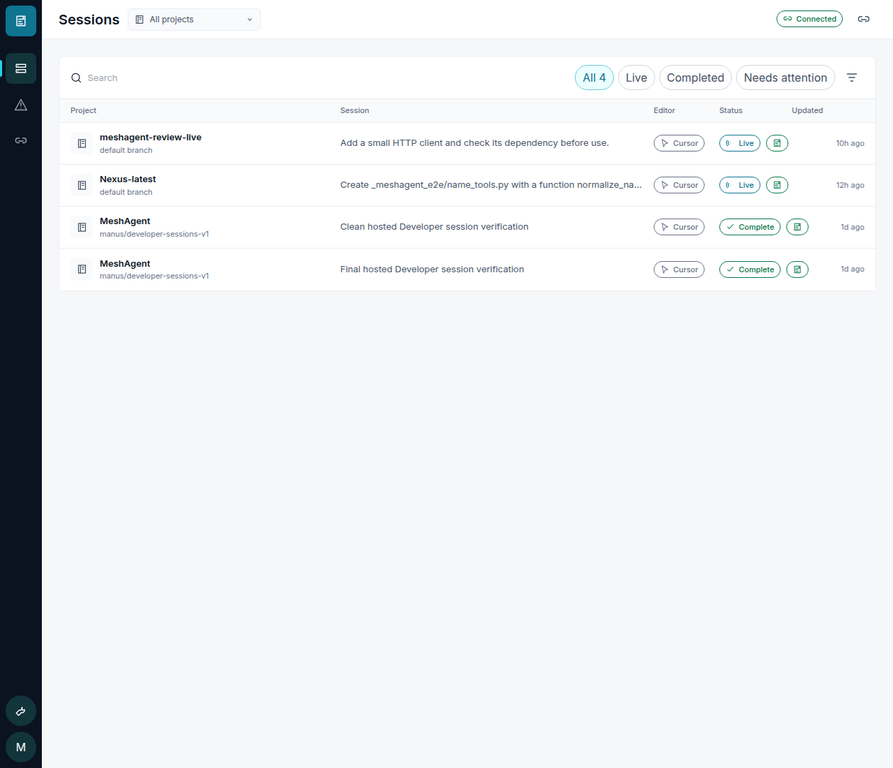 Sessions
All projects
Connected
Search
All 4
Live
Completed
Needs attention
Project
Session
Editor
Status
Updated
meshagent-review-live
default branch
Add a small HTTP client and check its dependency before use.
Cursor
Live
10h ago
Nexus-latest
default branch
Create _meshagent_e2e/name_tools.py with a function normalize_na...
Cursor
Live
12h ago
MeshAgent
manus/developer-sessions-v1
Clean hosted Developer session verification
Cursor
Complete
1d ago
MeshAgent
manus/developer-sessions-v1
Final hosted Developer session verification
Cursor
Complete
1d ago
M